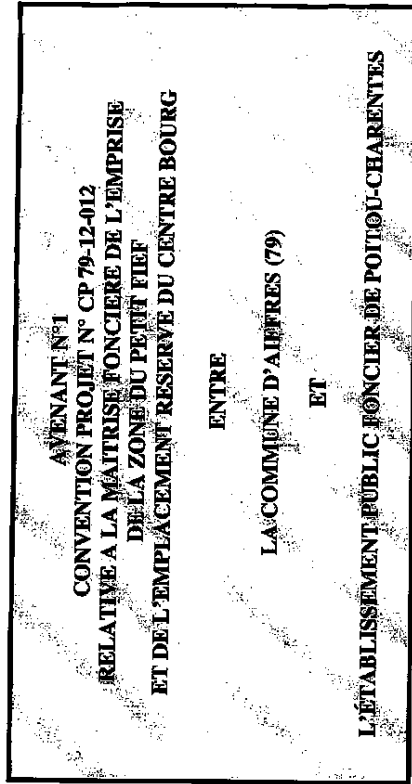 AVENANT N°1
CONVENTION PROJET N° CP 79-12-012
RELATIVE A LA MAITRISE FONCIERE DE L'EMPRISE
DE LA ZONE DU PETIT FIEF
ET DE L'EMPLACEMENT RESERVE DU CENTRE BOURG
ENTRE
LA COMMUNE D'AIFFRES (79)
ET
L'ÉTABLISSEMENT PUBLIC FONCIER DE POITOU-CHARENTES